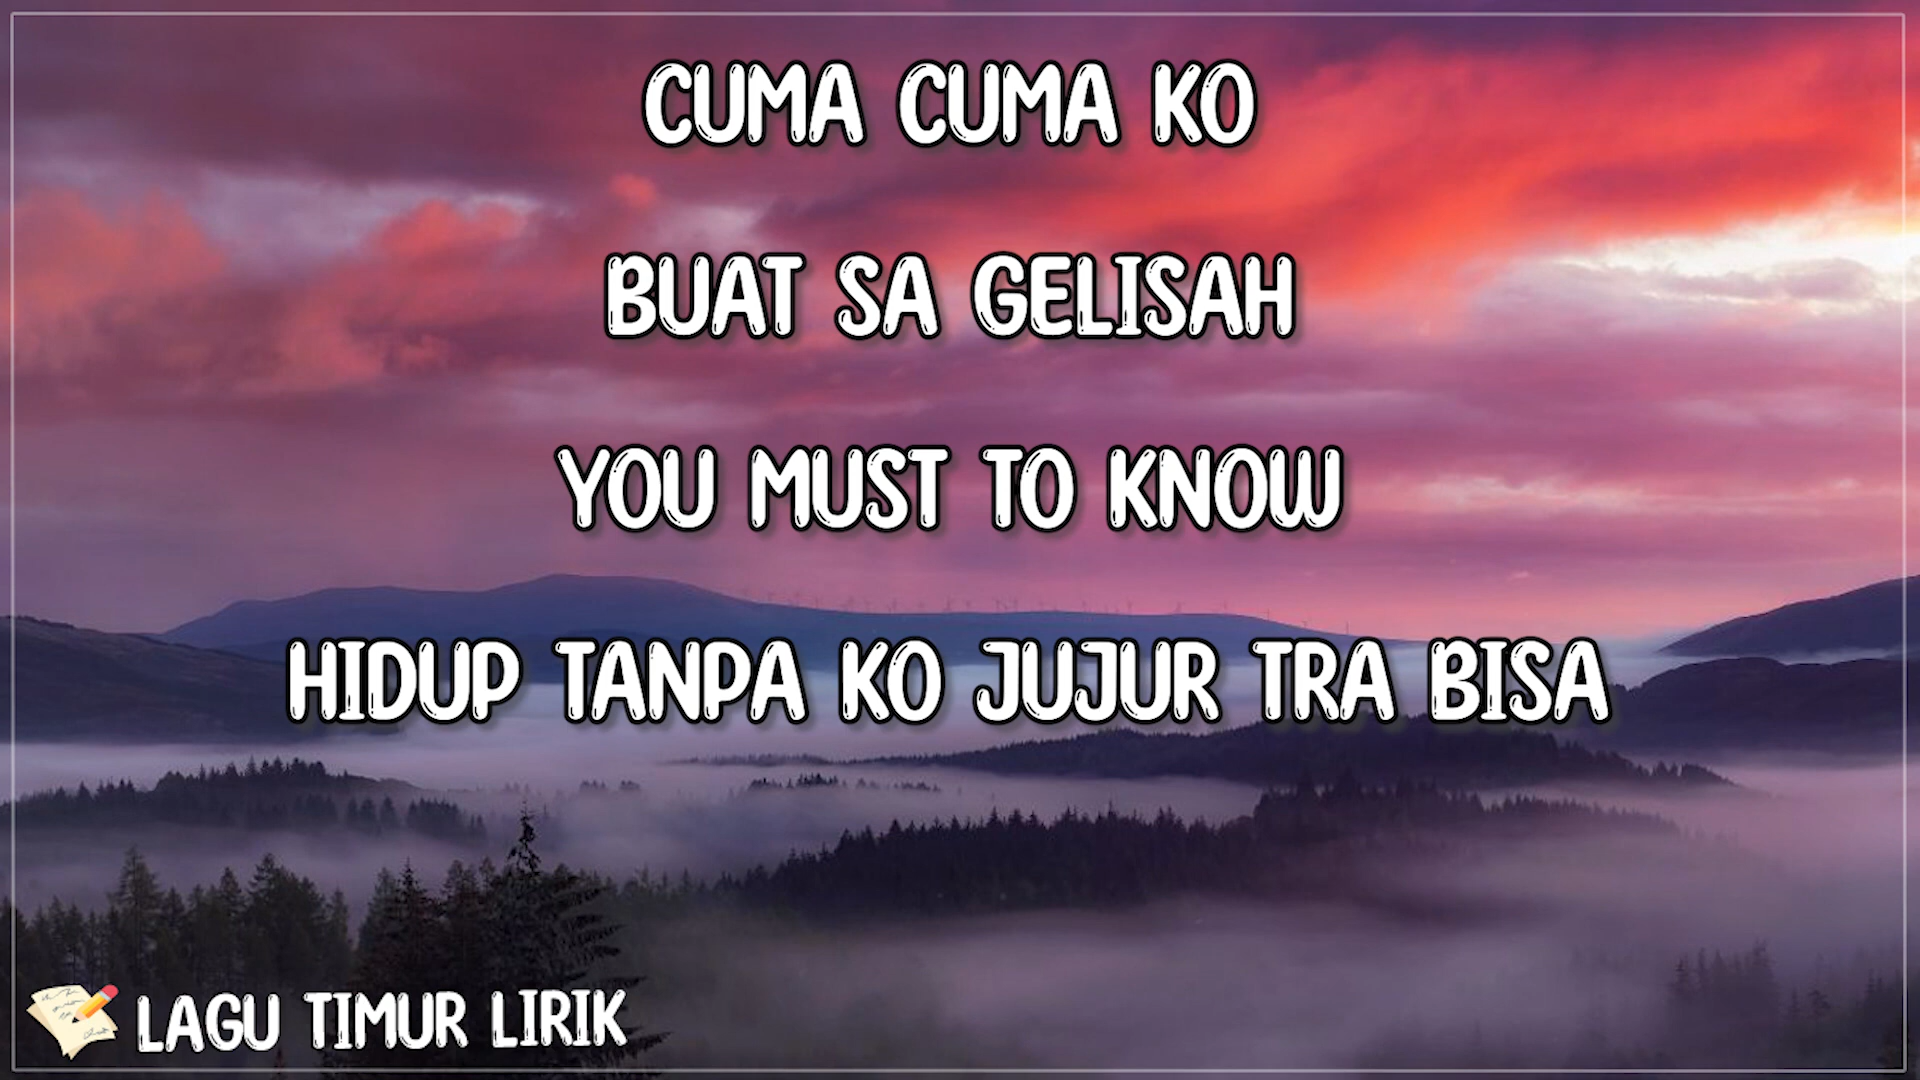 CUMA CUMA KO
BUAT SA GELISAH
YOU MUST TO KNOW
HIDUP TANPA KO JUJUR TRA BISA
LAGU TIMUR LIRIK